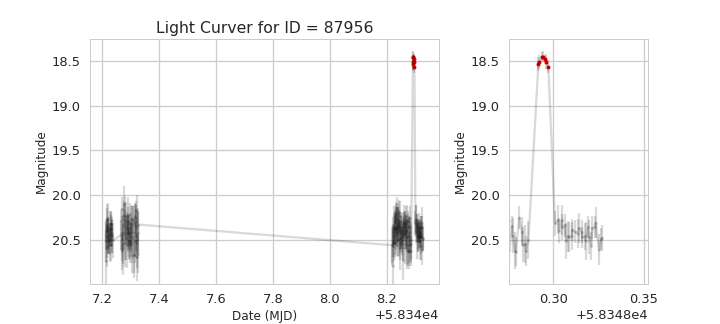 Light Curver for ID = 87956
Magnitude
18.5
19.0
19.5
20.0
20.5
7.2 7.4 7.6 7.8 8.0 8.2
Date (MJD)
+5.834e4
Magnitude
18.5
19.0
19.5
20.0
20.5
0.30 0.35
+5.8348e4